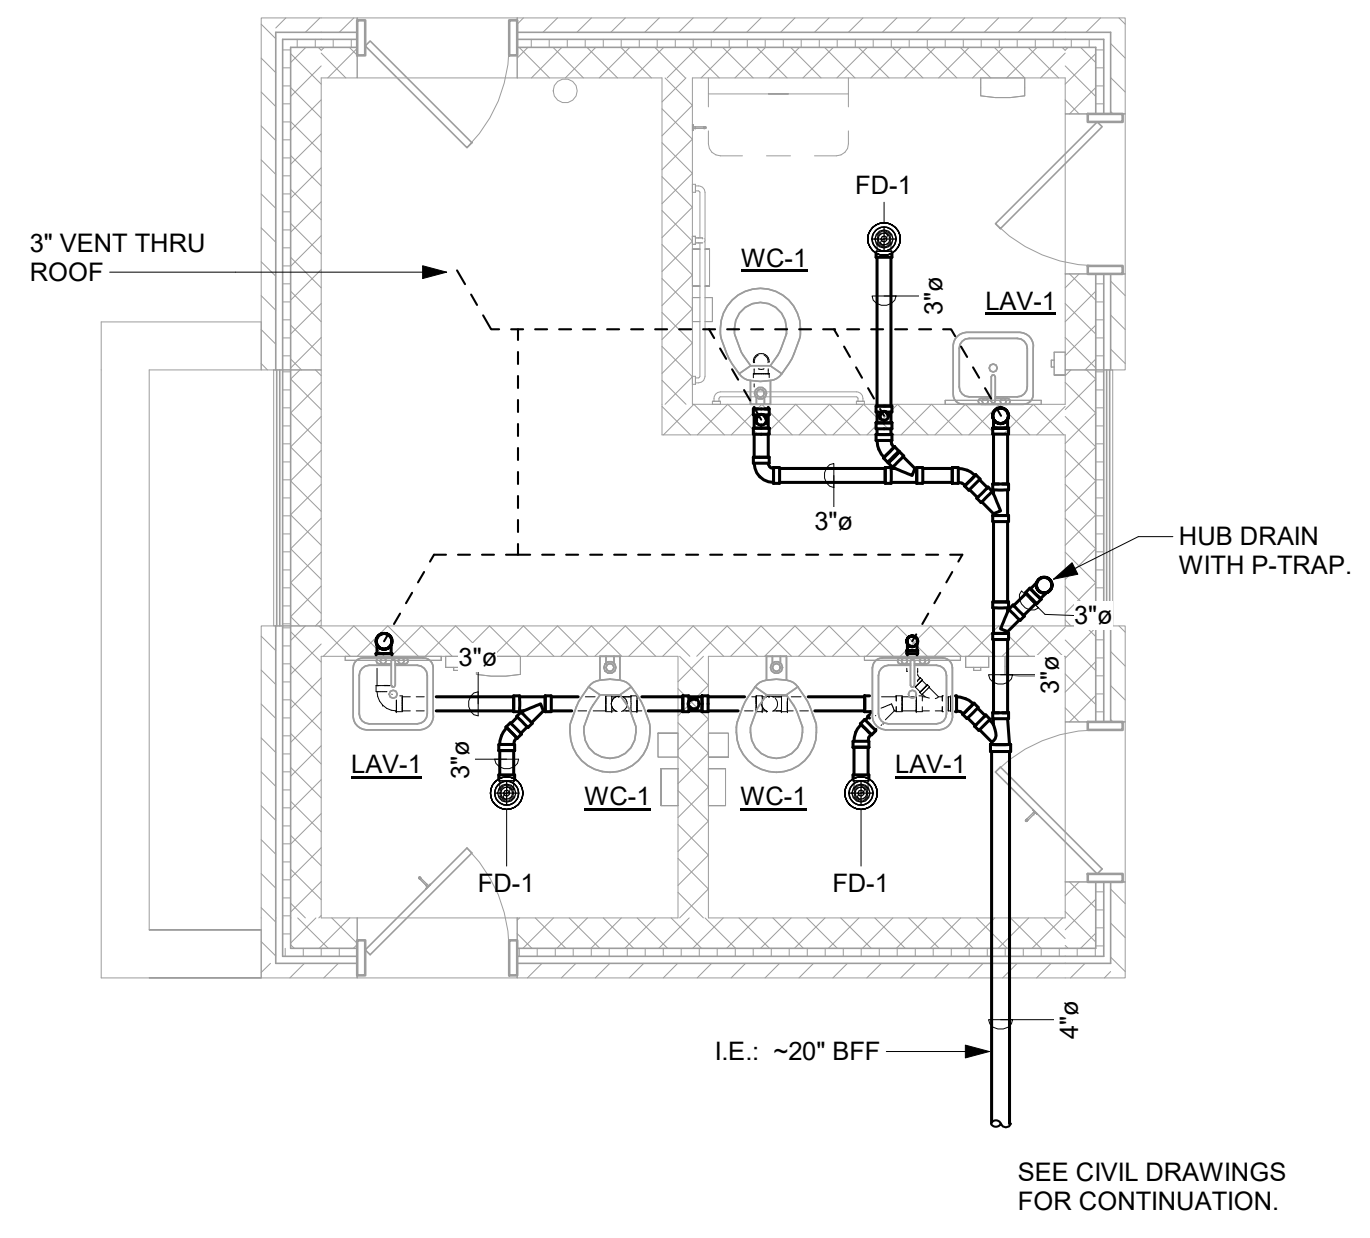 FD-1
3" VENT THRU
ROOF
WC-1
3"ø
LAV-1
3"ø
HUB DRAIN
WITH P-TRAP.
3"ø
3"ø
3"ø
3"ø
LAV-1
WC-1
WC-1
LAV-1
FD-1
FD-1
4"ø
I.E.: ~20" BFF
SEE CIVIL DRAWINGS
FOR CONTINUATION.